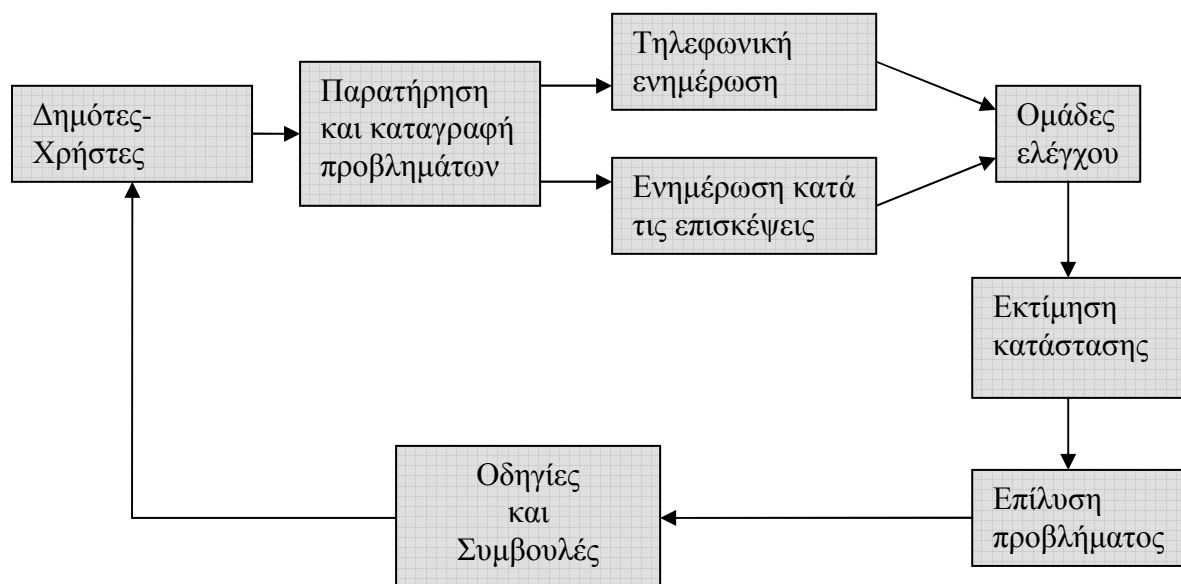 Δημότες-
Χρήστες
Παρατήρηση
και καταγραφή
προβλημάτων
Τηλεφωνική
ενημέρωση
Ενημέρωση κατά
τις επισκέψεις
Ομάδες
ελέγχου
Εκτίμηση
κατάστασης
Επίλυση
προβλήματος
Οδηγίες
και
Συμβουλές